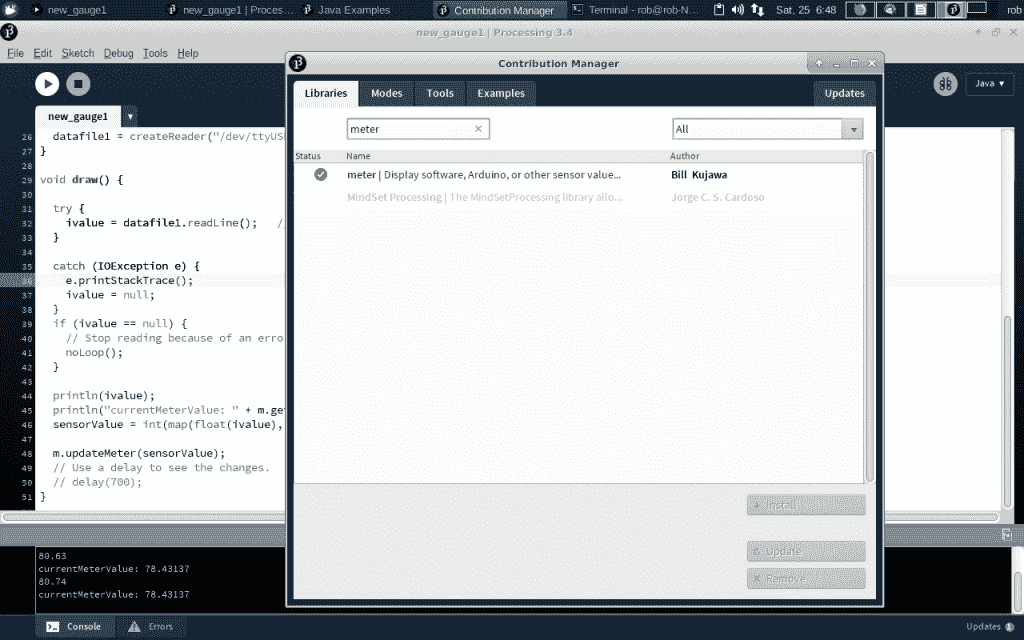 new_gauge1
new_gauge1 | Proces...
Java Examples
Contribution Manager
Terminal - rob@rob-N...
Sat, 25 6:48
rob
new_gauge1 | Processing 3.4
File Edit Sketch Debug Tools Help
Java
new_gauge1
Contribution Manager
Libraries
Modes
Tools
Examples
Updates
meter
All
Status
Name
Author
meter | Display software, Arduino, or other sensor value...
Bill Kujawa
MindSet Processing | The MindSetProcessing library allo...
Jorge C. S. Cardoso
Install
Update
Remove
26 datafile1 = createReader("/dev/ttyUS
27 }
28
29 void draw() {
30
31 try {
32 ivalue = datafile1.readLine(); /
33 }
34
35 catch (IOException e) {
36 e.printStackTrace();
37 ivalue = null;
38 }
39 if (ivalue == null) {
40 // Stop reading because of an erro
41 noLoop();
42 }
43
44 println(ivalue);
45 println("currentMeterValue: " + m.ge
46 sensorValue = int(map(float(ivalue),
47
48 m.updateMeter(sensorValue);
49 // Use a delay to see the changes.
50 // delay(700);
51 }
80.63
currentMeterValue: 78.43137
80.74
currentMeterValue: 78.43137
Console
Errors
Updates 1